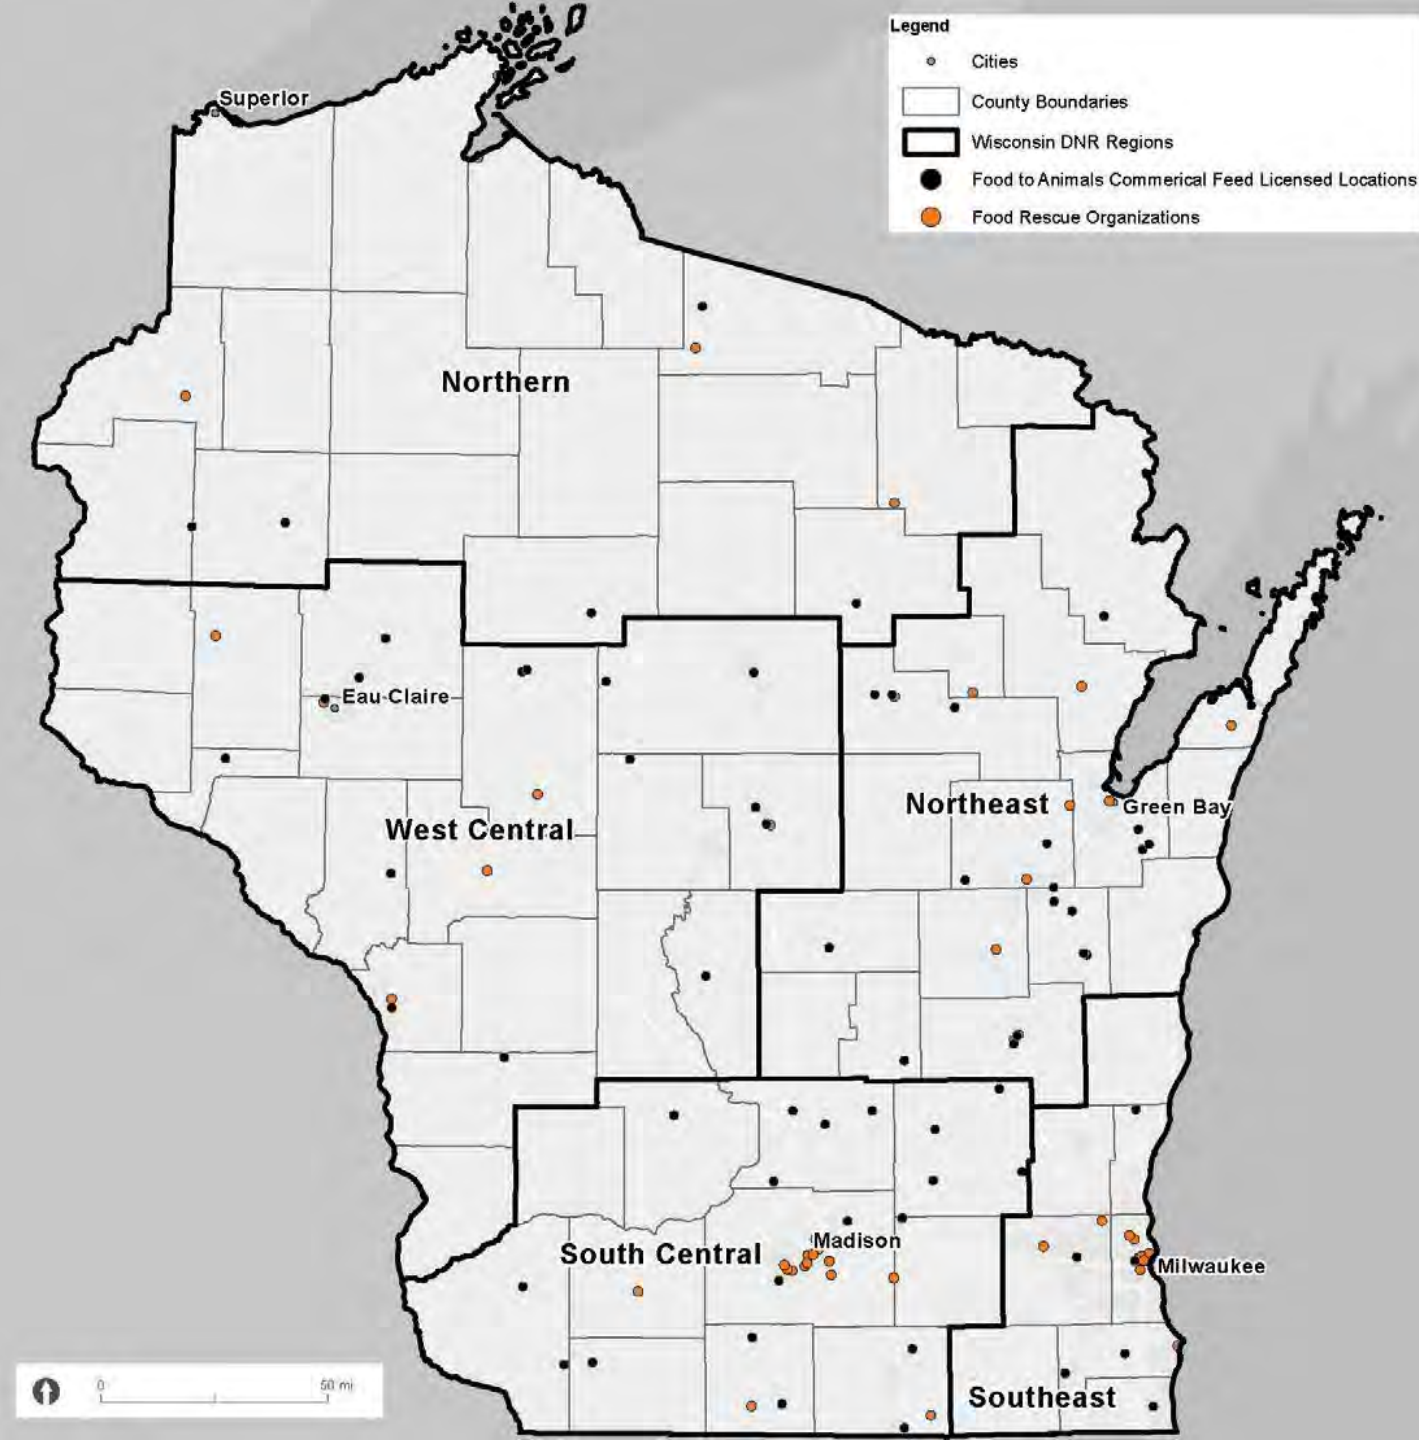 Legend
Cities
County Boundaries
Wisconsin DNR Regions
Food to Animals Commerical Feed Licensed Locations
Food Rescue Organizations
Superior
Northern
Eau Claire
West Central
Northeast
Green Bay
South Central
Madison
Milwaukee
Southeast
0 50 mi